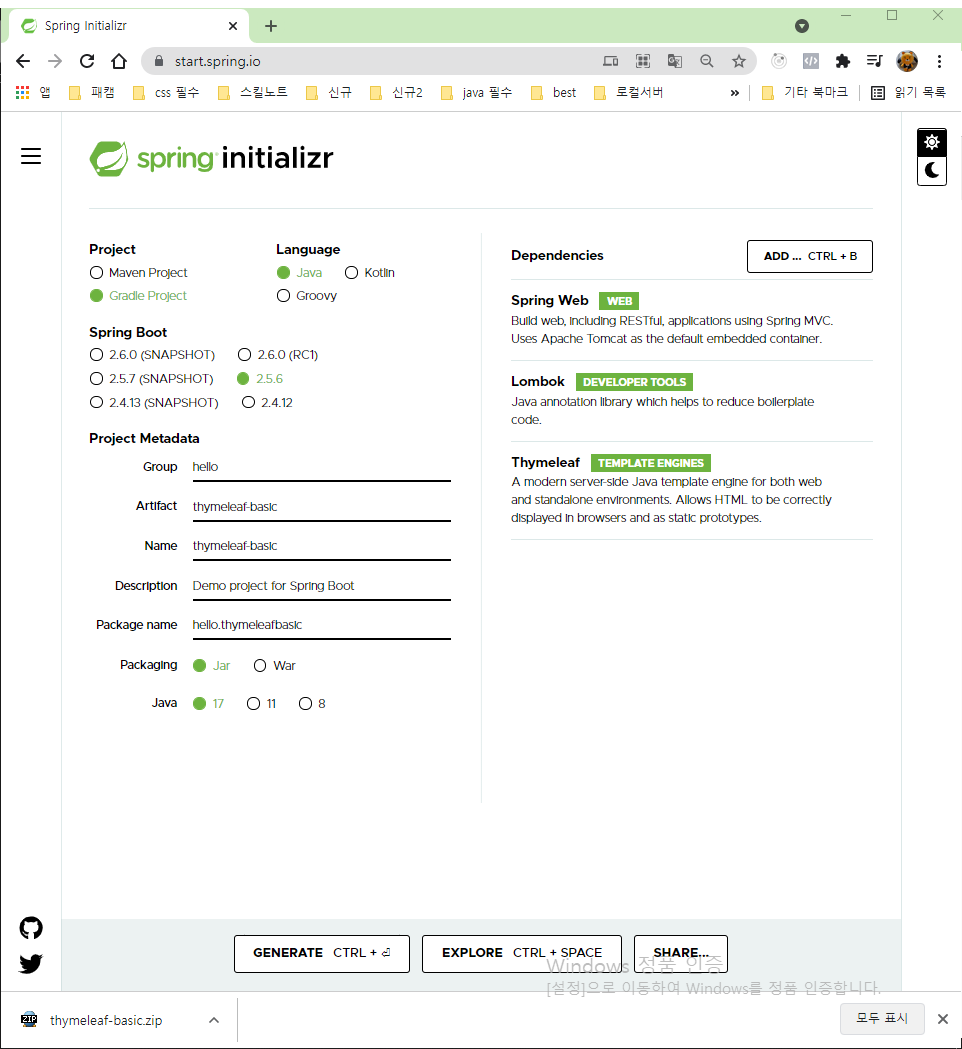 Spring Initializr
start.spring.io
앱 패캠 css 필수 스킬노트 신규 신규2 java 필수 best 로컬서버 » 기타 북마크 읽기 목록
spring initializr
Project
Maven Project
Gradle Project
Language
Java Kotlin
Groovy
Spring Boot
2.6.0 (SNAPSHOT) 2.6.0 (RC1)
2.5.7 (SNAPSHOT) 2.5.6
2.4.13 (SNAPSHOT) 2.4.12
Project Metadata
Group hello
Artifact thymeleaf-basic
Name thymeleaf-basic
Description Demo project for Spring Boot
Package name hello.thymeleafbasic
Packaging Jar War
Java 17 11 8
Dependencies
ADD ... CTRL + B
Spring Web WEB
Build web, including RESTful, applications using Spring MVC.
Uses Apache Tomcat as the default embedded container.
Lombok DEVELOPER TOOLS
Java annotation library which helps to reduce boilerplate
code.
Thymeleaf TEMPLATE ENGINES
A modern server-side Java template engine for both web
and standalone environments. Allows HTML to be correctly
displayed in browsers and as static prototypes.
GENERATE CTRL + ⏎
EXPLORE CTRL + SPACE
SHARE...
Windows 정품 인증
[설정]으로 이동하여 Windows를 정품 인증합니다.
ZIP
thymeleaf-basic.zip
모두 표시